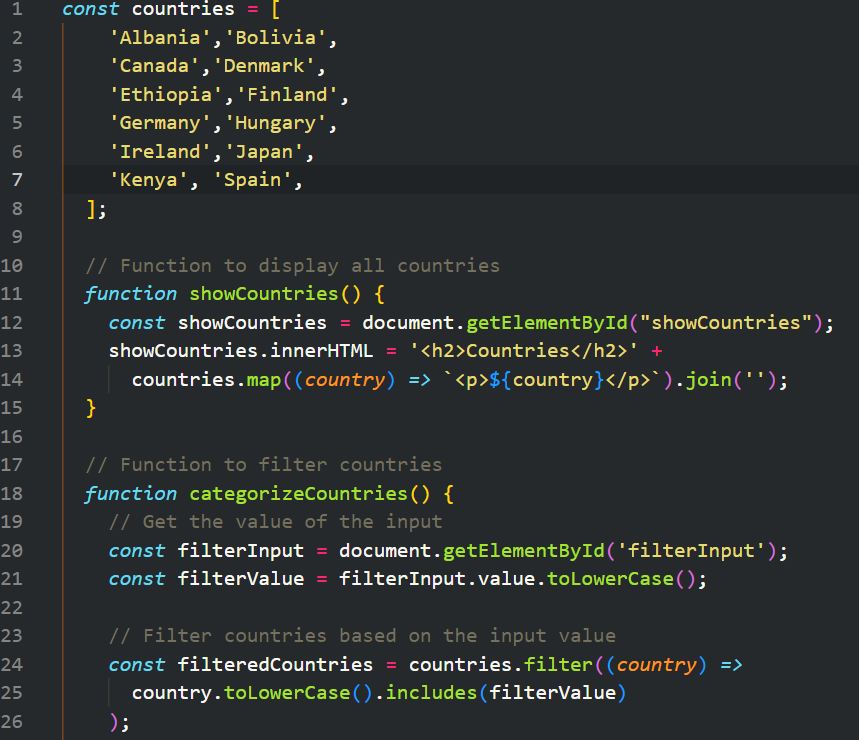 1 const countries = [
2 'Albania','Bolivia',
3 'Canada','Denmark',
4 'Ethiopia','Finland',
5 'Germany','Hungary',
6 'Ireland','Japan',
7 'Kenya', 'Spain',
8 ];
9
10 // Function to display all countries
11 function showCountries() {
12 const showCountries = document.getElementById("showCountries");
13 showCountries.innerHTML = '<h2>Countries</h2>' +
14 countries.map((country) => `<p>${country}</p>`).join('');
15 }
16
17 // Function to filter countries
18 function categorizeCountries() {
19 // Get the value of the input
20 const filterInput = document.getElementById('filterInput');
21 const filterValue = filterInput.value.toLowerCase();
22
23 // Filter countries based on the input value
24 const filteredCountries = countries.filter((country) =>
25 country.toLowerCase().includes(filterValue)
26 );